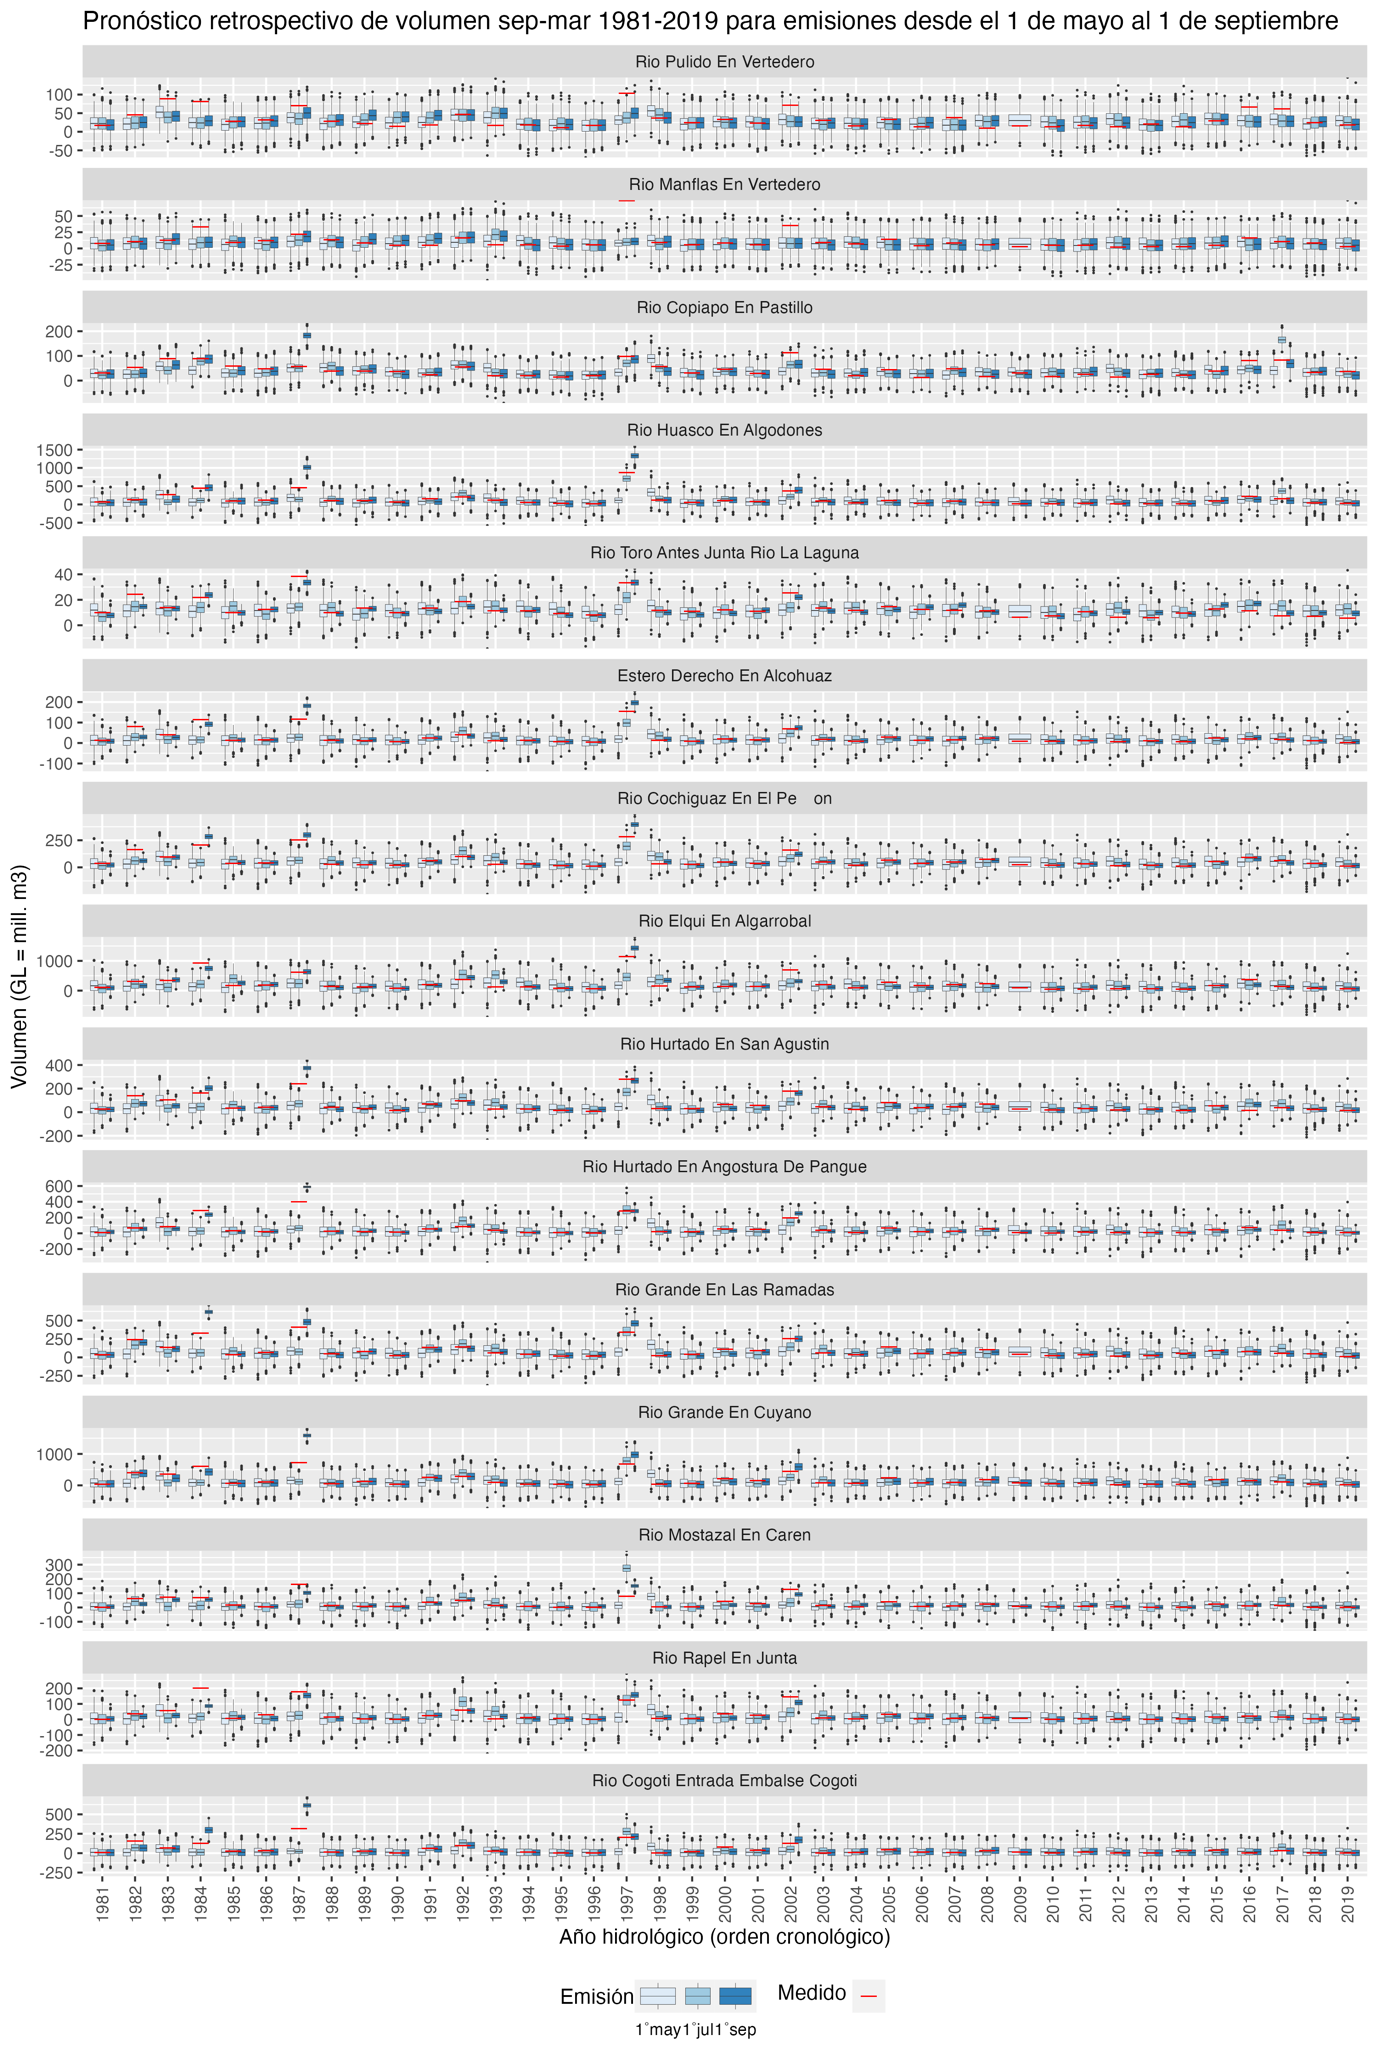 Pronóstico retrospectivo de volumen sep-mar 1981-2019 para emisiones desde el 1 de mayo al 1 de septiembre
Volumen (GL = mill. m3)
Rio Pulido En Vertedero
100
50
0
-50
Rio Manflas En Vertedero
50
25
0
-25
Rio Copiapo En Pastillo
200
100
0
Rio Huasco En Algodones
1500
1000
500
0
-500
Rio Toro Antes Junta Rio La Laguna
40
20
0
Estero Derecho En Alcohuaz
200
100
0
-100
Rio Cochiguaz En El Pe on
250
0
Rio Elqui En Algarrobal
1000
0
Rio Hurtado En San Agustin
400
200
0
-200
Rio Hurtado En Angostura De Pangue
600
400
200
0
-200
Rio Grande En Las Ramadas
500
250
0
-250
Rio Grande En Cuyano
1000
0
Rio Mostazal En Caren
300
200
100
0
-100
Rio Rapel En Junta
200
100
0
-100
-200
Rio Cogoti Entrada Embalse Cogoti
500
250
0
-250
1981 1982 1983 1984 1985 1986 1987 1988 1989 1990 1991 1992 1993 1994 1995 1996 1997 1998 1999 2000 2001 2002 2003 2004 2005 2006 2007 2008 2009 2010 2011 2012 2013 2014 2015 2016 2017 2018 2019
Año hidrológico (orden cronológico)
Emisión Medido
1°may 1°jul 1°sep